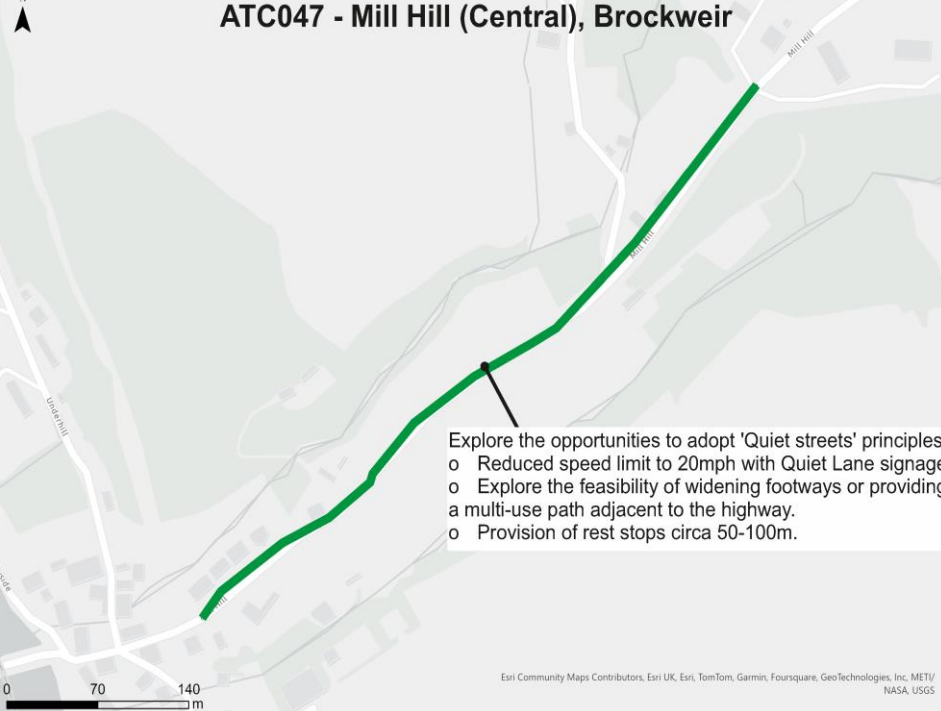 ATC047 - Mill Hill (Central), Brockweir
Mill Hill
Mill Hill
Underhill
Explore the opportunities to adopt 'Quiet streets' principles
o Reduced speed limit to 20mph with Quiet Lane signage
o Explore the feasibility of widening footways or providing
a multi-use path adjacent to the highway.
o Provision of rest stops circa 50-100m.
0 70 140
m
Esri Community Maps Contributors, Esri UK, Esri, TomTom, Garmin, Foursquare, GeoTechnologies, Inc, METI/
NASA, USGS